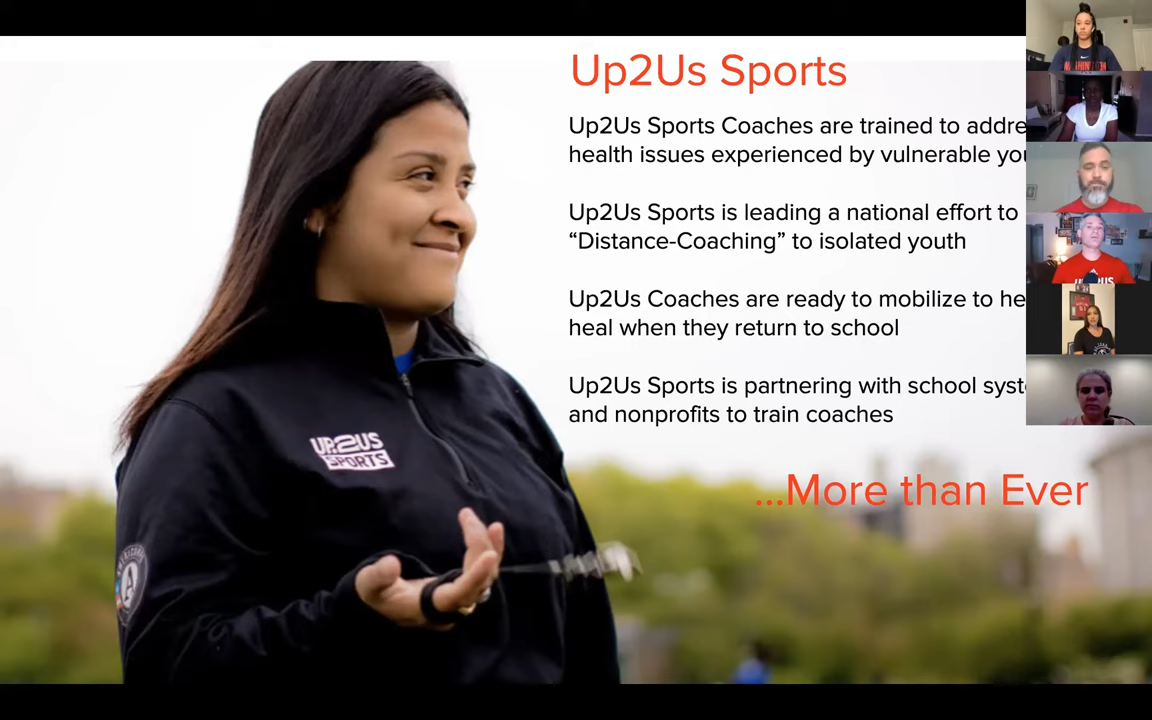 Up2Us Sports
Up2Us Sports Coaches are trained to addre
health issues experienced by vulnerable you
Up2Us Sports is leading a national effort to
“Distance-Coaching” to isolated youth
Up2Us Coaches are ready to mobilize to he
heal when they return to school
Up2Us Sports is partnering with school syst
and nonprofits to train coaches
...More than Ever
UP2US
SPORTS
A